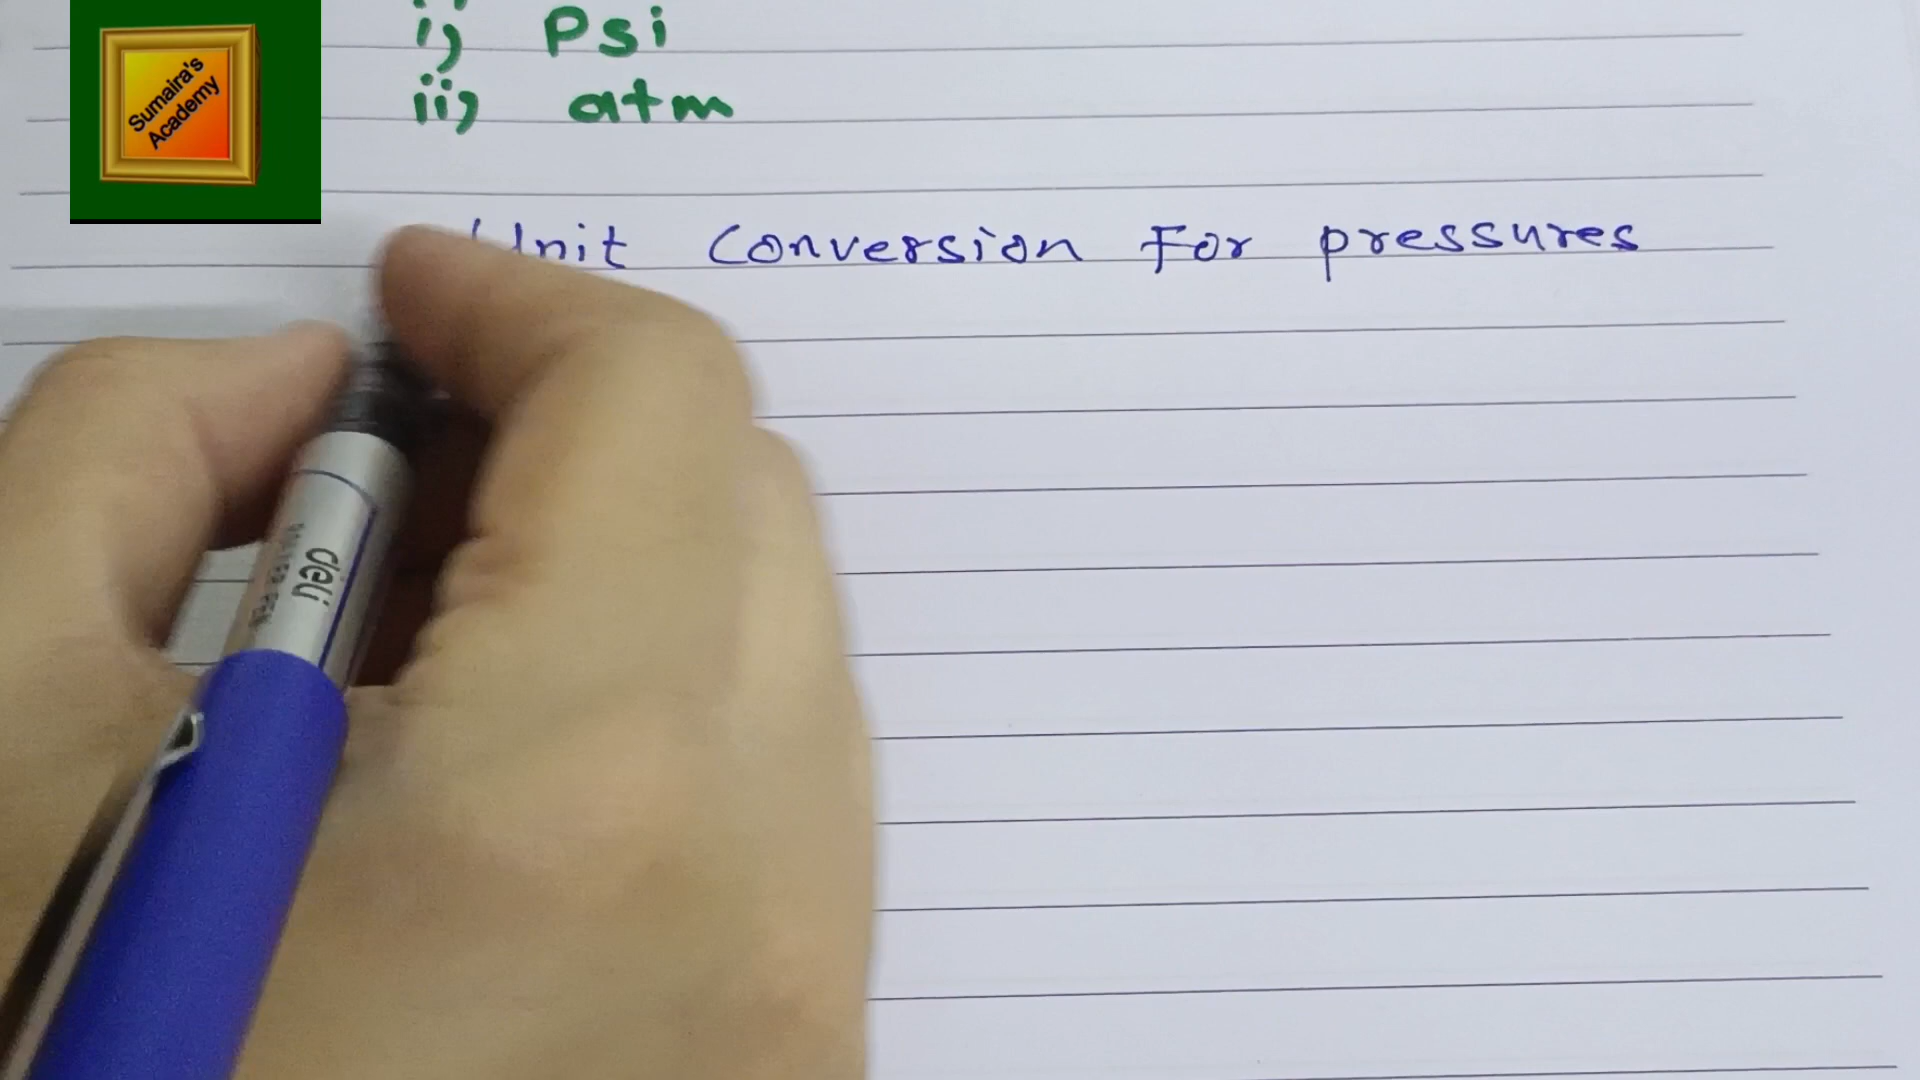 Sumaira's
Academy
i) Psi
ii) atm
Unit Conversion For pressures
deli